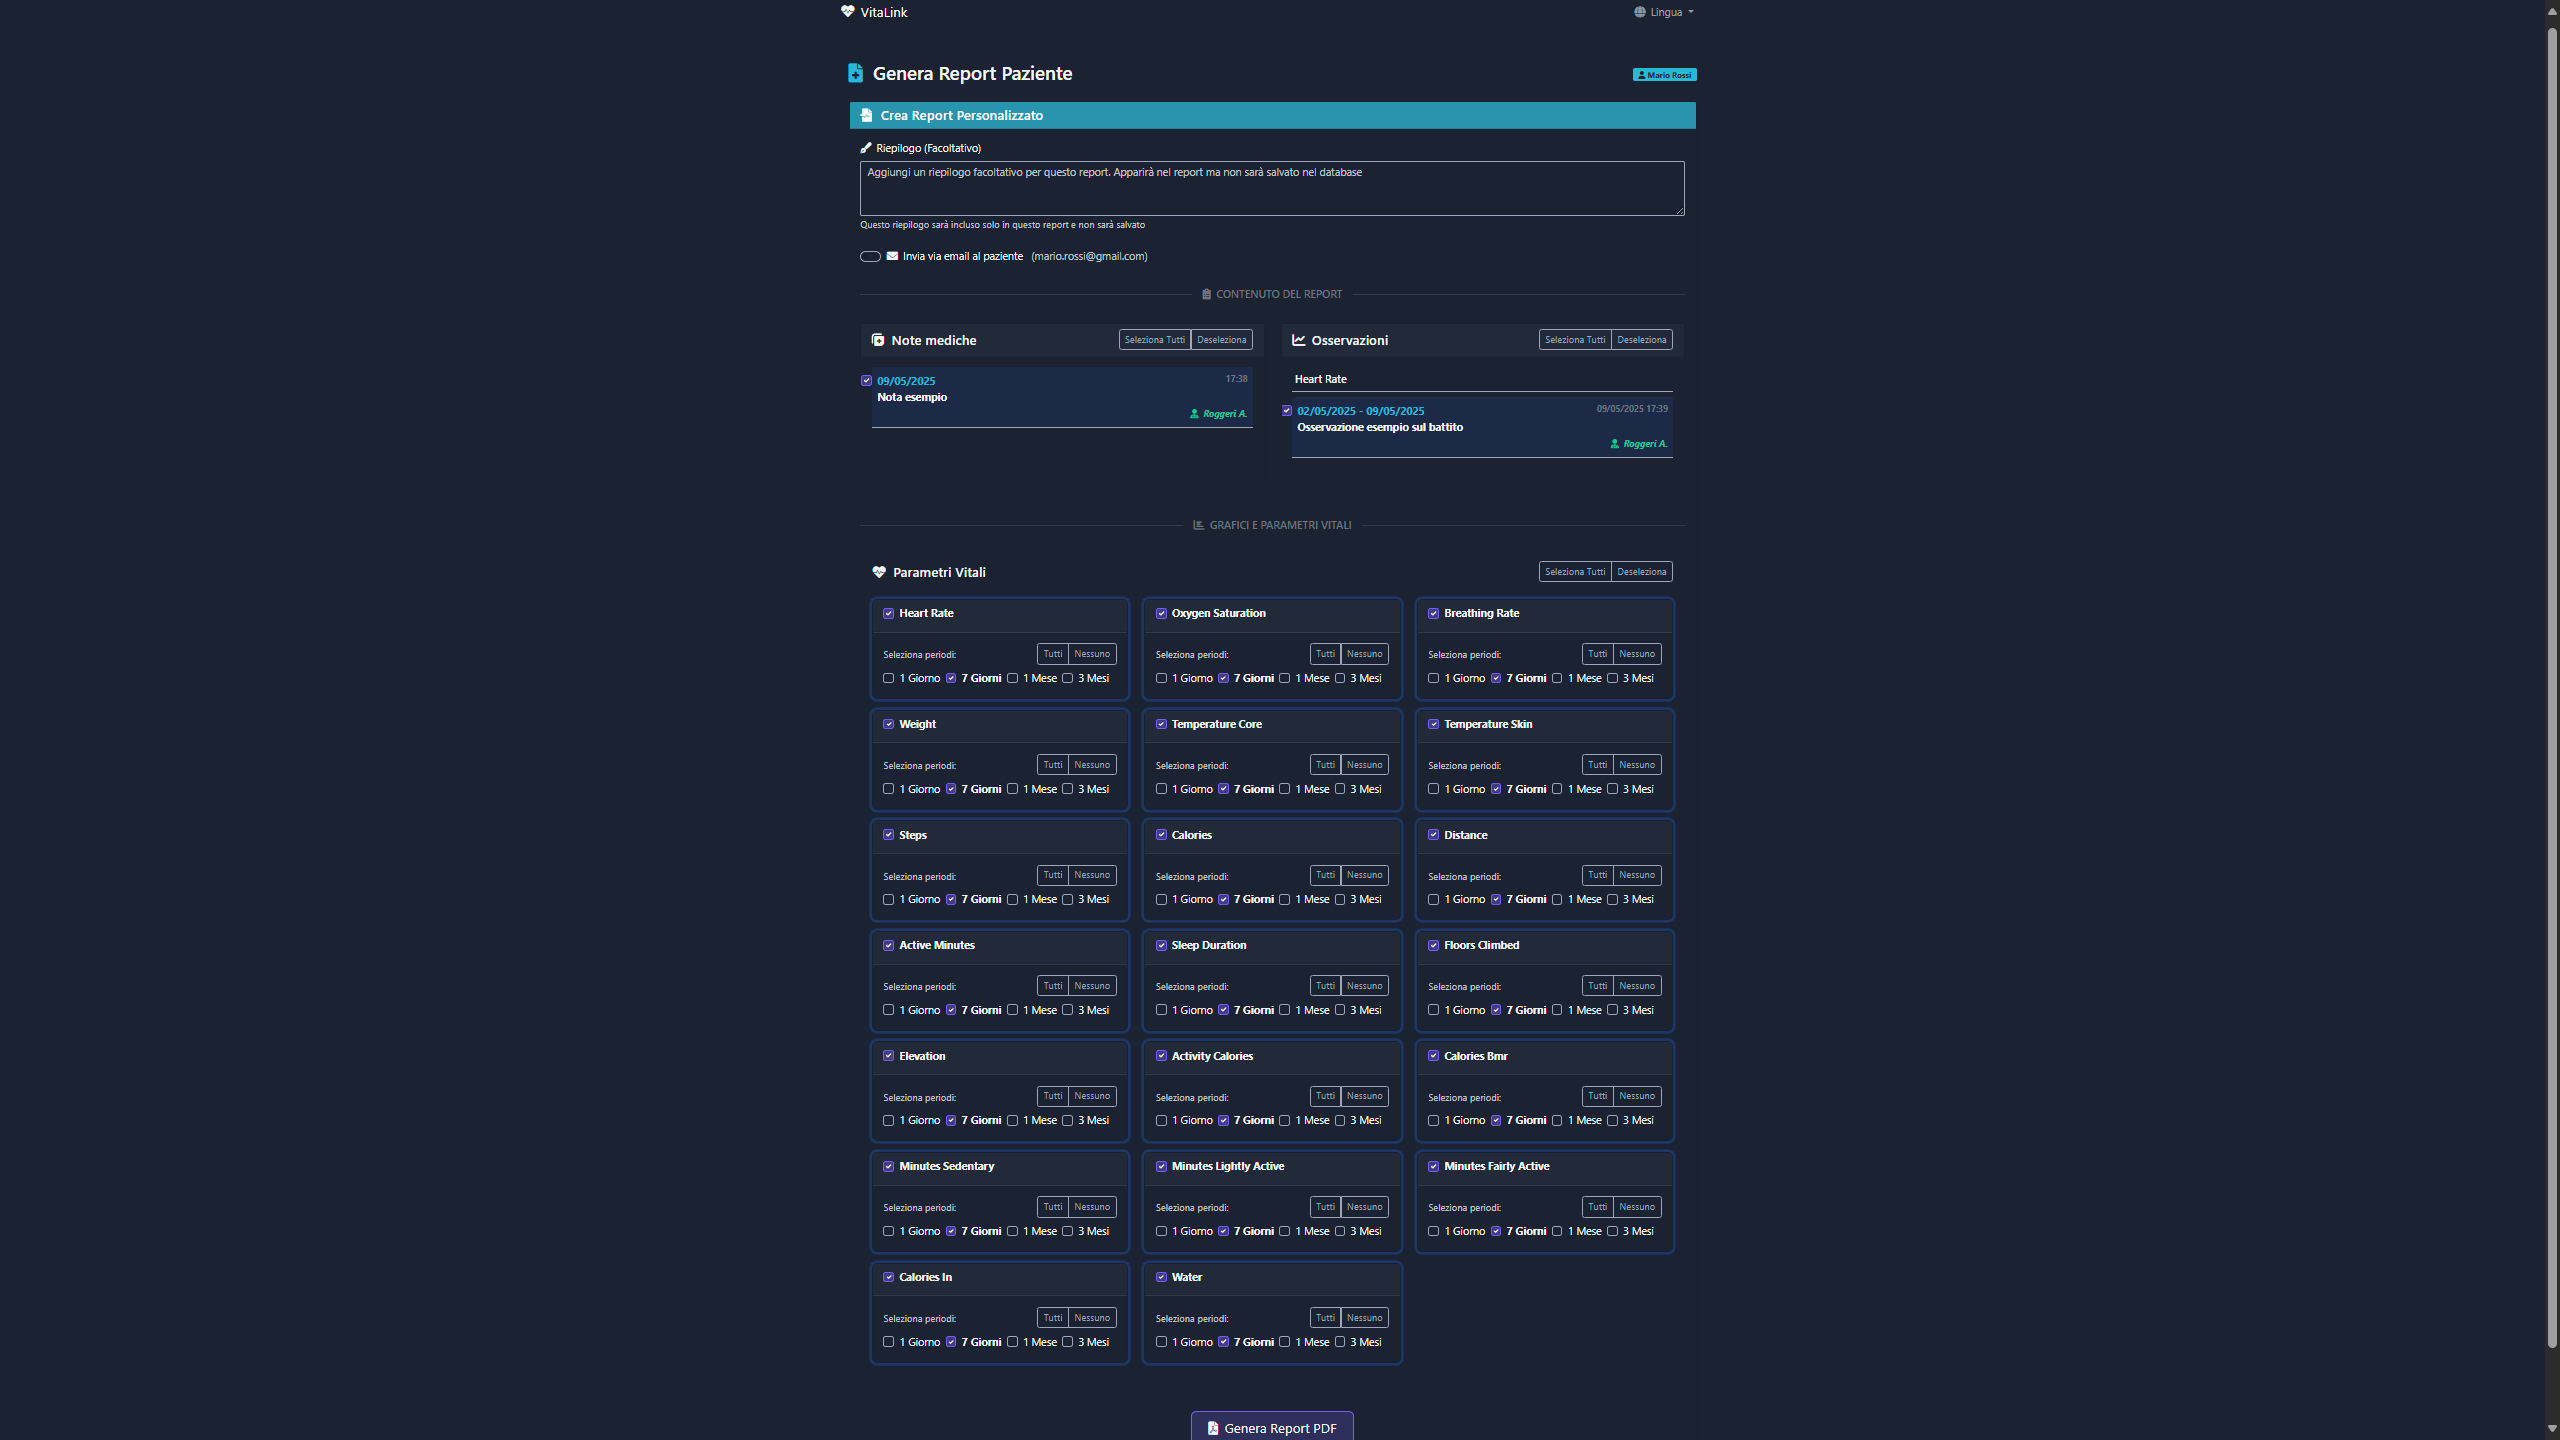 VitaLink
Lingua
Genera Report Paziente
Mario Rossi
Crea Report Personalizzato
Riepilogo (Facoltativo)
Aggiungi un riepilogo facoltativo per questo report. Apparirà nel report ma non sarà salvato nel database
Questo riepilogo sarà incluso solo in questo report e non sarà salvato
Invia via email al paziente (mario.rossi@gmail.com)
CONTENUTO DEL REPORT
Note mediche
Seleziona Tutti Deseleziona
09/05/2025 17:38
Nota esempio
Roggeri A.
Osservazioni
Seleziona Tutti Deseleziona
Heart Rate
02/05/2025 - 09/05/2025 09/05/2025 17:39
Osservazione esempio sul battito
Roggeri A.
GRAFICI E PARAMETRI VITALI
Parametri Vitali
Seleziona Tutti Deseleziona
Heart Rate
Seleziona periodi: Tutti Nessuno
1 Giorno 7 Giorni 1 Mese 3 Mesi
Oxygen Saturation
Seleziona periodi: Tutti Nessuno
1 Giorno 7 Giorni 1 Mese 3 Mesi
Breathing Rate
Seleziona periodi: Tutti Nessuno
1 Giorno 7 Giorni 1 Mese 3 Mesi
Weight
Seleziona periodi: Tutti Nessuno
1 Giorno 7 Giorni 1 Mese 3 Mesi
Temperature Core
Seleziona periodi: Tutti Nessuno
1 Giorno 7 Giorni 1 Mese 3 Mesi
Temperature Skin
Seleziona periodi: Tutti Nessuno
1 Giorno 7 Giorni 1 Mese 3 Mesi
Steps
Seleziona periodi: Tutti Nessuno
1 Giorno 7 Giorni 1 Mese 3 Mesi
Calories
Seleziona periodi: Tutti Nessuno
1 Giorno 7 Giorni 1 Mese 3 Mesi
Distance
Seleziona periodi: Tutti Nessuno
1 Giorno 7 Giorni 1 Mese 3 Mesi
Active Minutes
Seleziona periodi: Tutti Nessuno
1 Giorno 7 Giorni 1 Mese 3 Mesi
Sleep Duration
Seleziona periodi: Tutti Nessuno
1 Giorno 7 Giorni 1 Mese 3 Mesi
Floors Climbed
Seleziona periodi: Tutti Nessuno
1 Giorno 7 Giorni 1 Mese 3 Mesi
Elevation
Seleziona periodi: Tutti Nessuno
1 Giorno 7 Giorni 1 Mese 3 Mesi
Activity Calories
Seleziona periodi: Tutti Nessuno
1 Giorno 7 Giorni 1 Mese 3 Mesi
Calories Bmr
Seleziona periodi: Tutti Nessuno
1 Giorno 7 Giorni 1 Mese 3 Mesi
Minutes Sedentary
Seleziona periodi: Tutti Nessuno
1 Giorno 7 Giorni 1 Mese 3 Mesi
Minutes Lightly Active
Seleziona periodi: Tutti Nessuno
1 Giorno 7 Giorni 1 Mese 3 Mesi
Minutes Fairly Active
Seleziona periodi: Tutti Nessuno
1 Giorno 7 Giorni 1 Mese 3 Mesi
Calories In
Seleziona periodi: Tutti Nessuno
1 Giorno 7 Giorni 1 Mese 3 Mesi
Water
Seleziona periodi: Tutti Nessuno
1 Giorno 7 Giorni 1 Mese 3 Mesi
Genera Report PDF